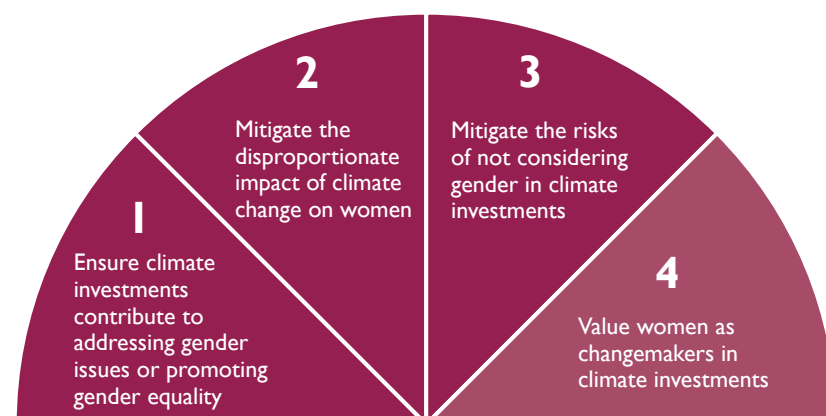 1
Ensure climate
investments
contribute to
addressing gender
issues or promoting
gender equality
2
Mitigate the
disproportionate
impact of climate
change on women
3
Mitigate the risks
of not considering
gender in climate
investments
4
Value women as
changemakers in
climate investments